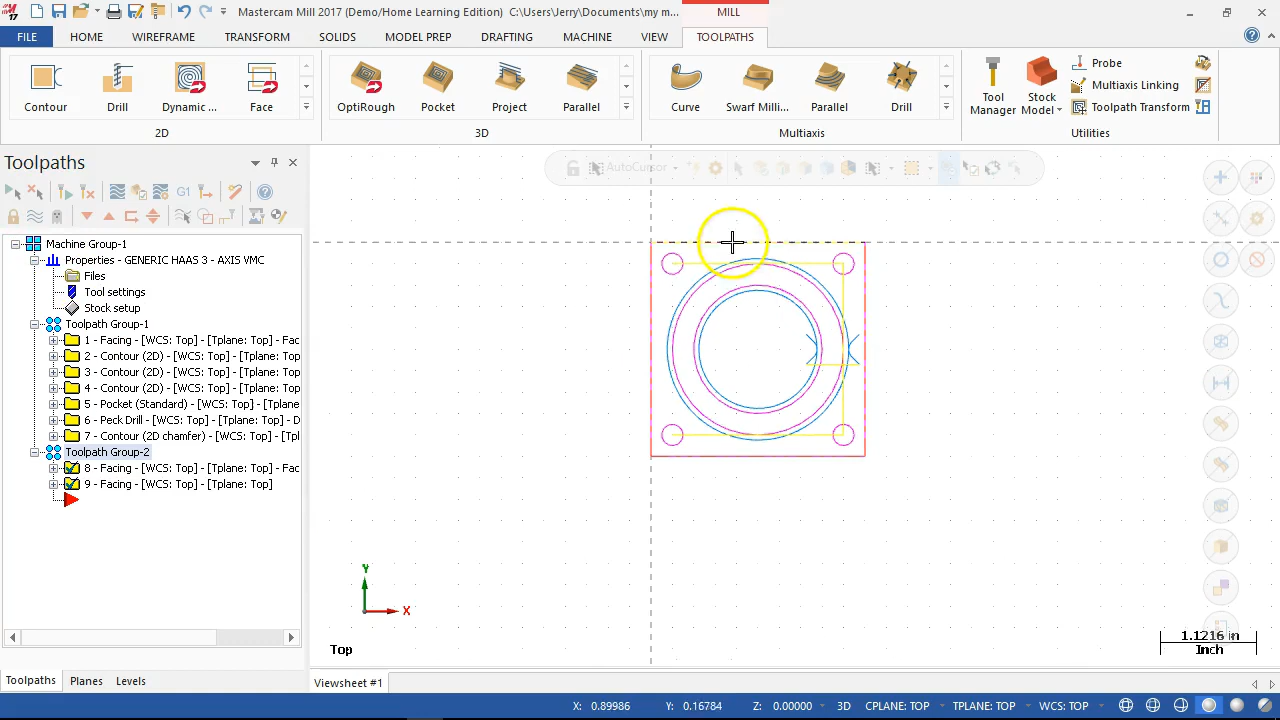 Mastercam Mill 2017 (Demo/Home Learning Edition) C:\Users\Jerry\Documents\my m...
MILL
FILE
HOME
WIREFRAME
TRANSFORM
SOLIDS
MODEL PREP
DRAFTING
MACHINE
VIEW
TOOLPATHS
Contour
Drill
Dynamic ...
Face
OptiRough
Pocket
Project
Parallel
Curve
Swarf Milli...
Parallel
Drill
Tool Manager
Stock Model
Probe
Multiaxis Linking
Toolpath Transform
2D
3D
Multiaxis
Utilities
Toolpaths
G1
AutoCursor
Machine Group-1
Properties - GENERIC HAAS 3 - AXIS VMC
Files
Tool settings
Stock setup
Toolpath Group-1
1 - Facing - [WCS: Top] - [Tplane: Top] - Fac
2 - Contour (2D) - [WCS: Top] - [Tplane: Top
3 - Contour (2D) - [WCS: Top] - [Tplane: Top
4 - Contour (2D) - [WCS: Top] - [Tplane: Top
5 - Pocket (Standard) - [WCS: Top] - [Tplane
6 - Peck Drill - [WCS: Top] - [Tplane: Top] - D
7 - Contour (2D chamfer) - [WCS: Top] - [Tpl
Toolpath Group-2
8 - Facing - [WCS: Top] - [Tplane: Top] - Fac
9 - Facing - [WCS: Top] - [Tplane: Top]
Y
X
Top
1.1216 in
Inch
Toolpaths
Planes
Levels
Viewsheet #1
X: 0.89986
Y: 0.16784
Z: 0.00000
3D
CPLANE: TOP
TPLANE: TOP
WCS: TOP